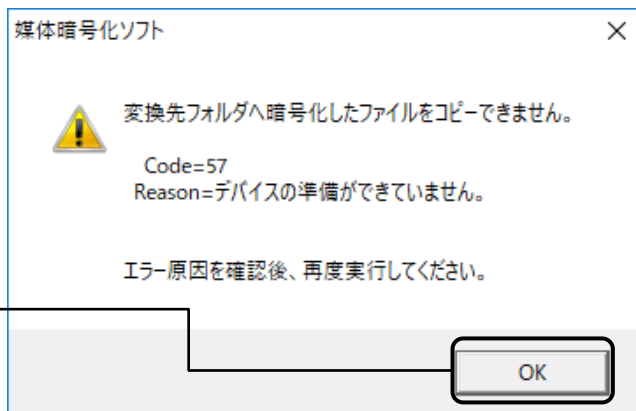 媒体暗号化ソフト
変換先フォルダへ暗号化したファイルをコピーできません。
Code=57
Reason=デバイスの準備ができていません。
エラー原因を確認後、再度実行してください。
OK